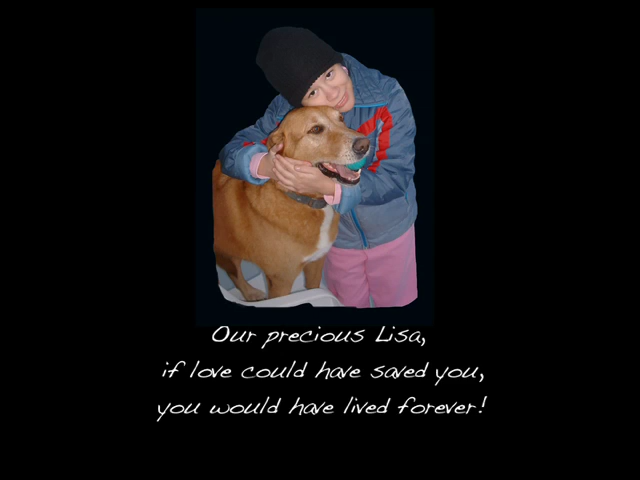 Our precious Lisa,
if love could have saved you,
you would have lived forever!